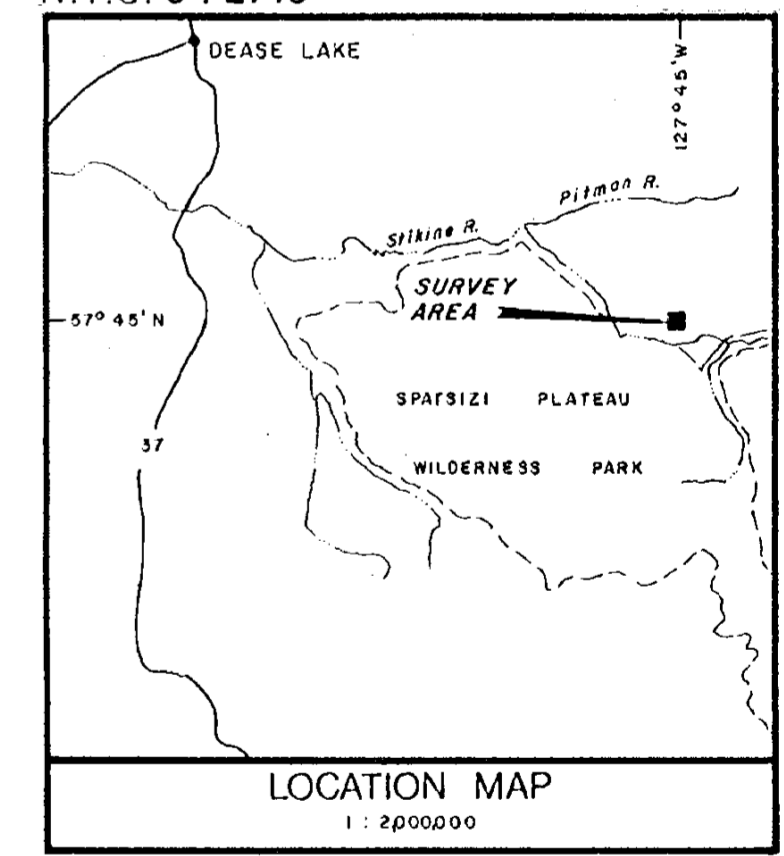 DEASE LAKE
127° 45' W
Pitman R.
Stikine R.
SURVEY
AREA
57° 45' N
SPATSIZI PLATEAU
37
WILDERNESS PARK
LOCATION MAP
1 : 2,000,000